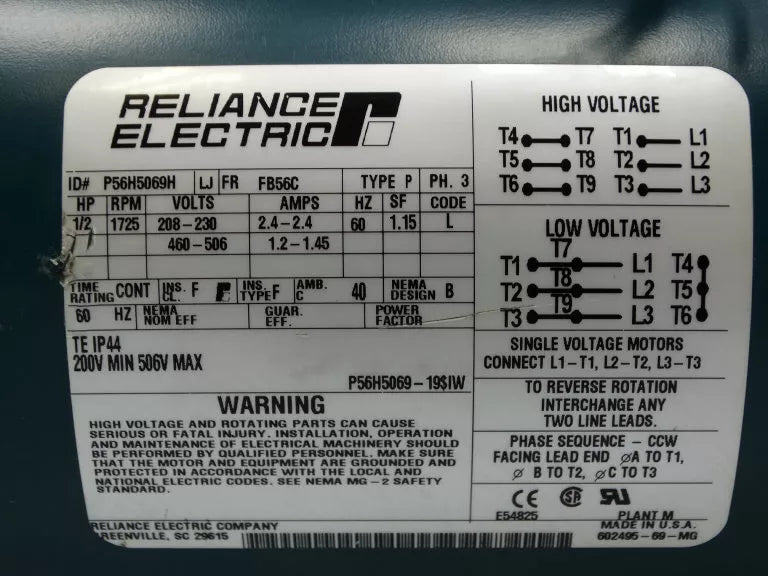 RELIANCE
ELECTRIC
ID# P56H5069H LJ FR FB56C TYPE P PH. 3
HP RPM VOLTS AMPS HZ SF CODE
1/2 1725 208-230 2.4-2.4 60 1.15 L
460-506 1.2-1.45
TIME RATING CONT INS. CL. F INS. TYPE F AMB. C 40 NEMA DESIGN B
60 HZ NEMA NOM EFF GUAR. EFF. POWER FACTOR
TE IP44
200V MIN 506V MAX
P56H5069-19$IW
WARNING
HIGH VOLTAGE AND ROTATING PARTS CAN CAUSE
SERIOUS OR FATAL INJURY. INSTALLATION, OPERATION
AND MAINTENANCE OF ELECTRICAL MACHINERY SHOULD
BE PERFORMED BY QUALIFIED PERSONNEL. MAKE SURE
THAT THE MOTOR AND EQUIPMENT ARE GROUNDED AND
PROTECTED IN ACCORDANCE WITH THE LOCAL AND
NATIONAL ELECTRIC CODES. SEE NEMA MG-2 SAFETY
STANDARD.
RELIANCE ELECTRIC COMPANY
REENVILLE, SC 29615
HIGH VOLTAGE
T4 T7 T1 L1
T5 T8 T2 L2
T6 T9 T3 L3
LOW VOLTAGE
T7
T1 L1 T4
T8
T2 L2 T5
T9
T3 L3 T6
SINGLE VOLTAGE MOTORS
CONNECT L1-T1, L2-T2, L3-T3
TO REVERSE ROTATION
INTERCHANGE ANY
TWO LINE LEADS.
PHASE SEQUENCE - CCW
FACING LEAD END ØA TO T1,
Ø B TO T2, ØC TO T3
CE SA UR
E54825 PLANT M
MADE IN U.S.A.
602495-69-MG